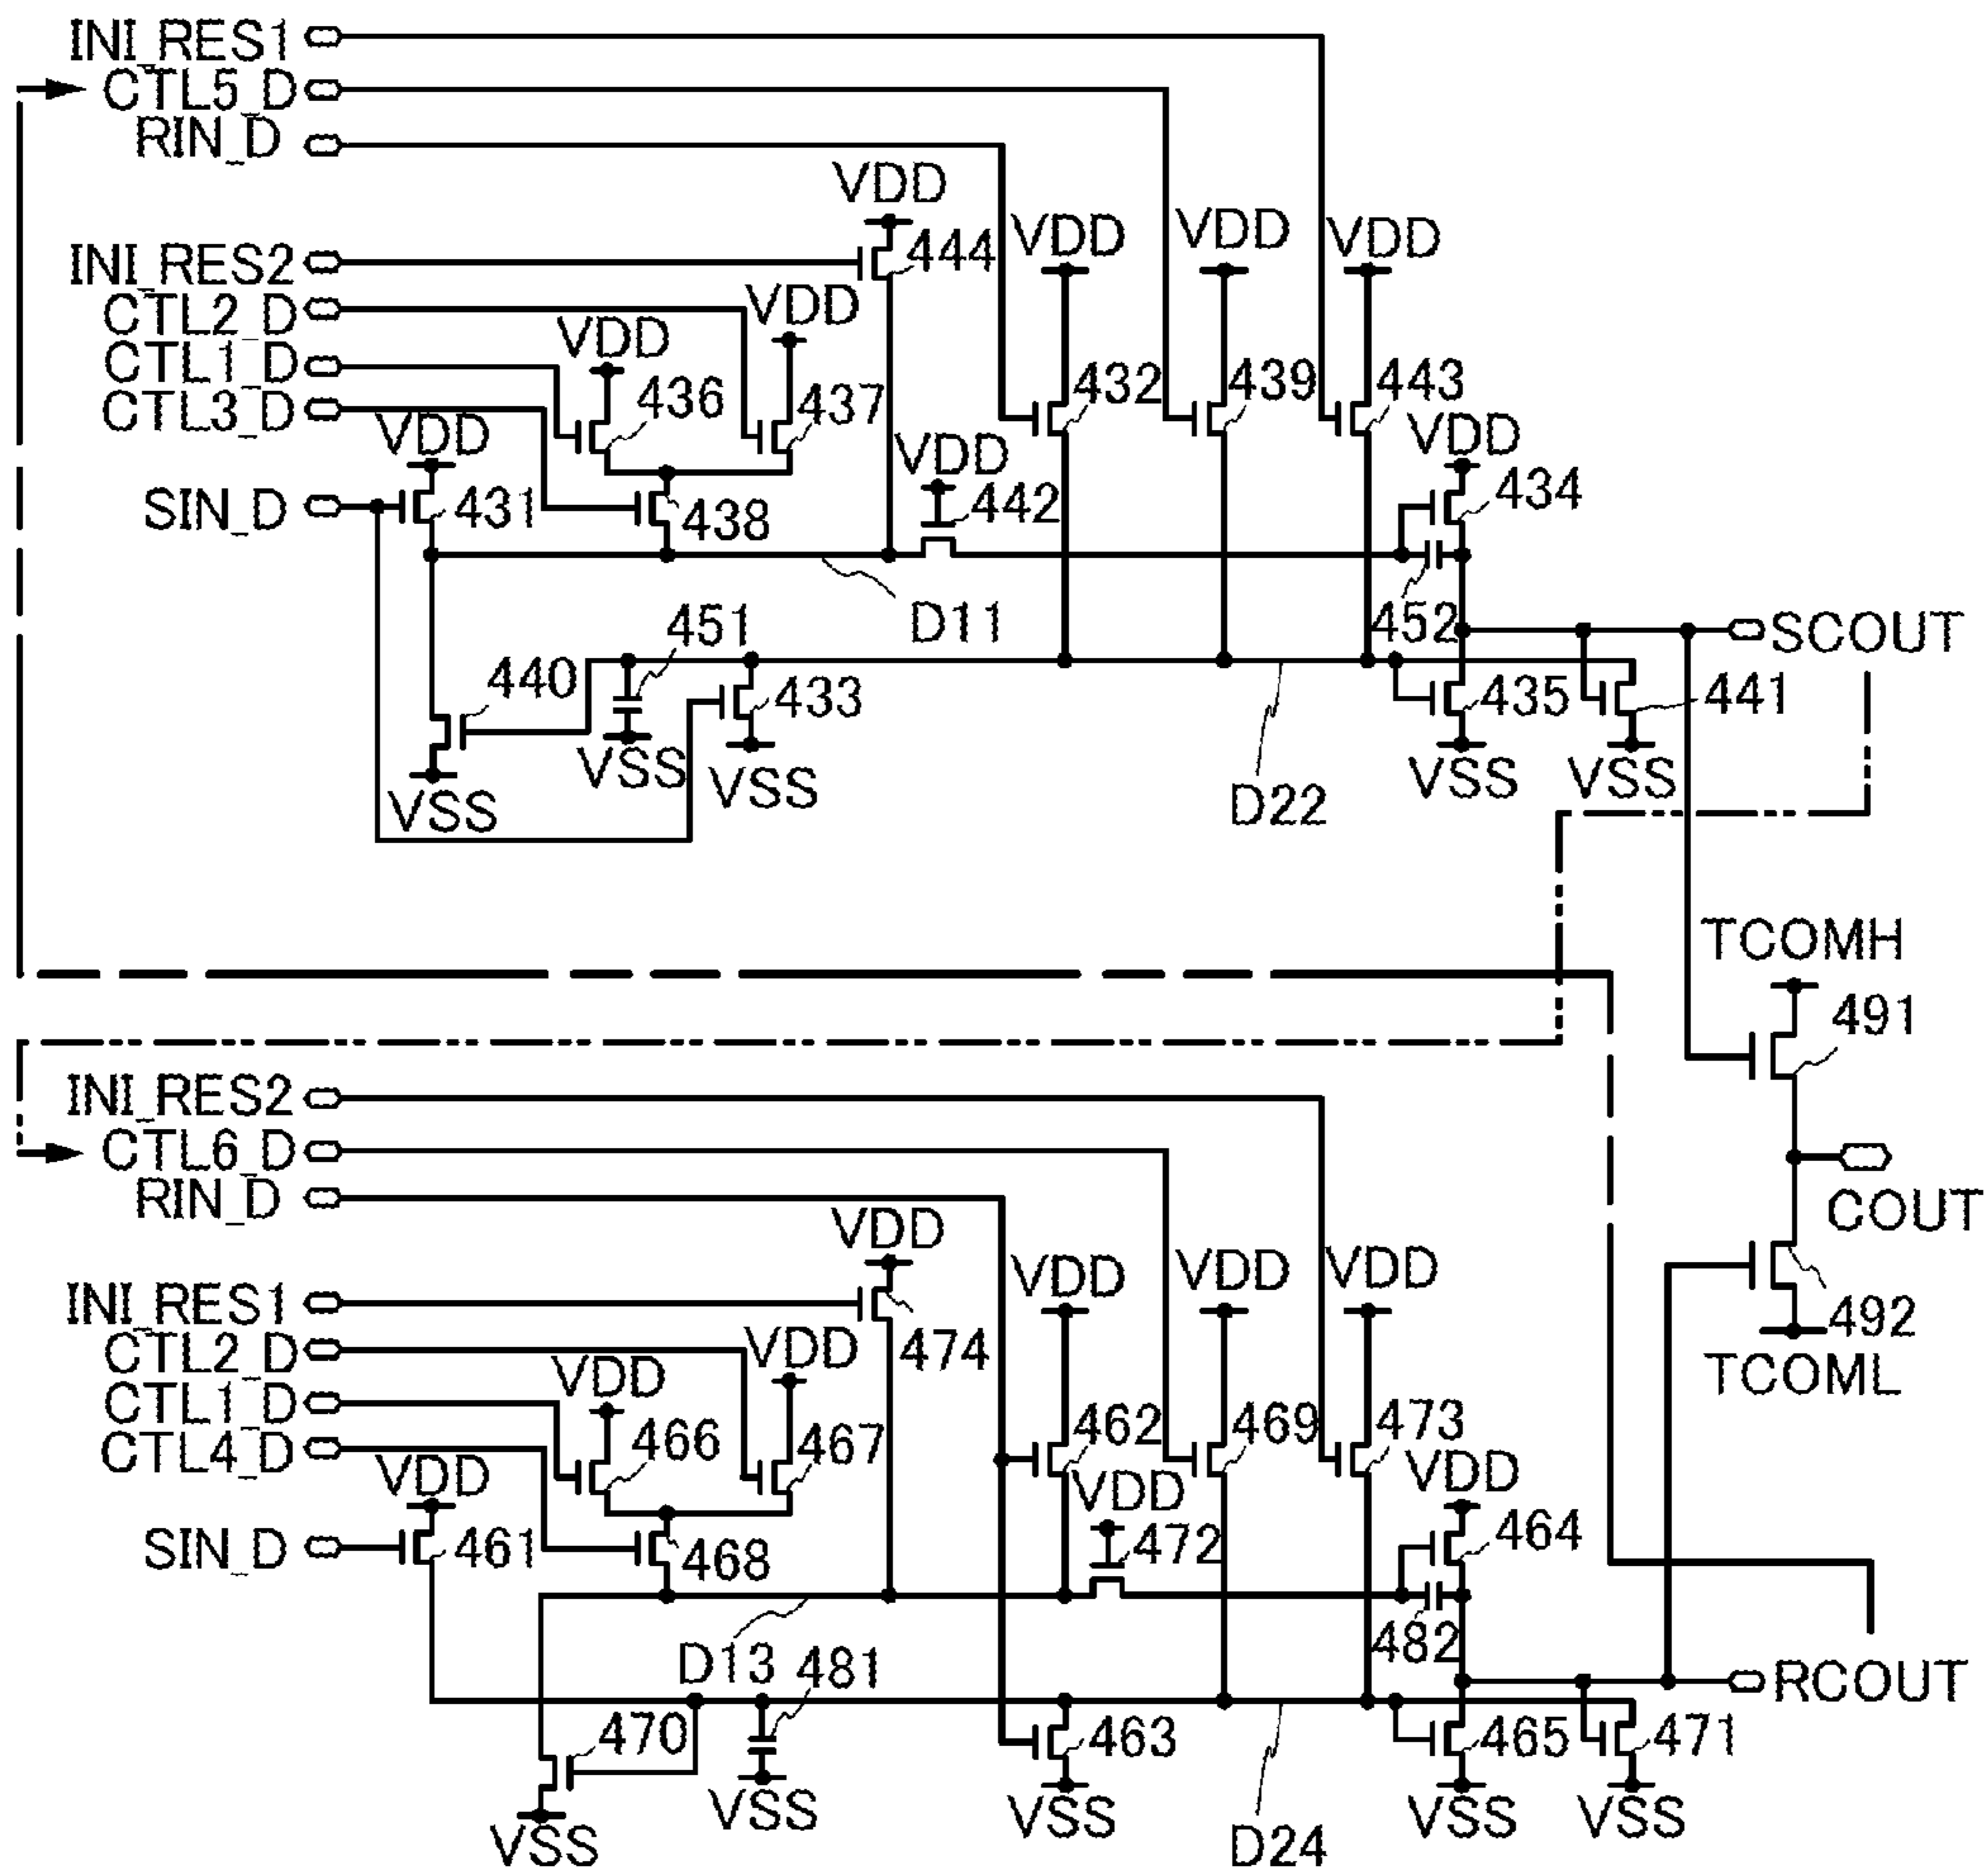 INI_RES1
CTL5_D
RIN_D
VDD
INI_RES2
444
VDD
VDD
VDD
CTL2_D
VDD
CTL1_D
VDD
CTL3_D
436
437
432
439
443
VDD
VDD
VDD
SIN_D
431
438
442
434
D11
452
SCOUT
451
440
433
435
441
VSS
VSS
VSS
VSS
VSS
D22
TCOMH
491
INI_RES2
CTL6_D
COUT
RIN_D
VDD
VDD
VDD
VDD
INI_RES1
474
492
CTL2_D
VDD
TCOML
CTL1_D
VDD
CTL4_D
466
467
462
469
473
VDD
VDD
VDD
SIN_D
461
468
472
464
D13
481
482
RCOUT
470
463
465
471
VSS
VSS
VSS
VSS
VSS
D24